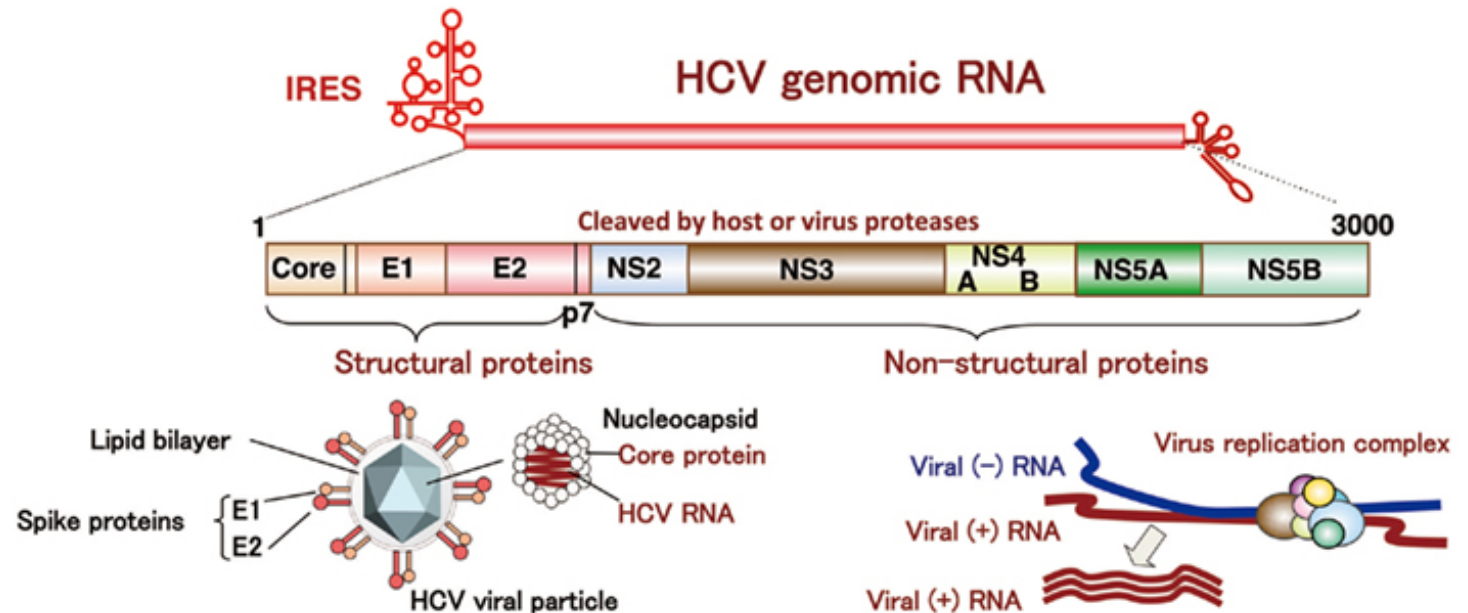 HCV genomic RNA
IRES
Cleaved by host or virus proteases
1
3000
Core
E1
E2
p7
NS2
NS3
NS4
A B
NS5A
NS5B
Structural proteins
Non-structural proteins
Lipid bilayer
Spike proteins
E1
E2
HCV viral particle
Nucleocapsid
Core protein
HCV RNA
Virus replication complex
Viral (-) RNA
Viral (+) RNA
Viral (+) RNA